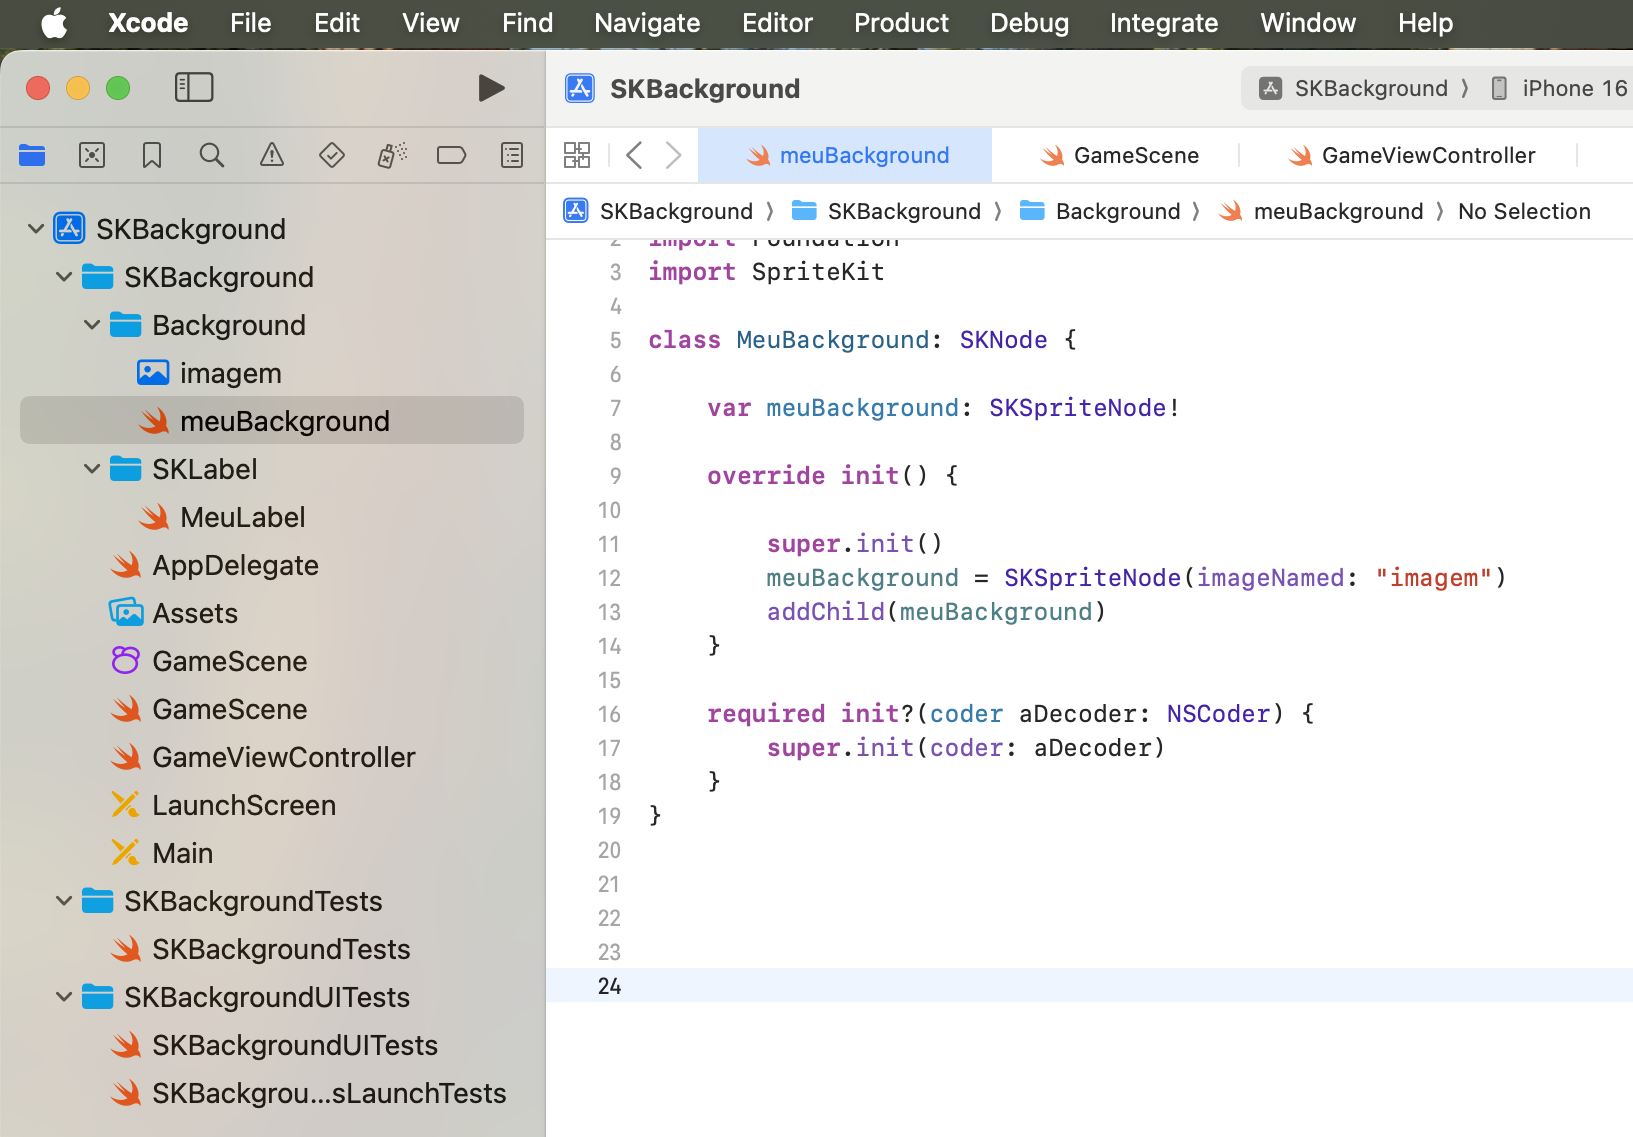 Xcode File Edit View Find Navigate Editor Product Debug Integrate Window Help
SKBackground
SKBackground 〉 iPhone 16
meuBackground
GameScene
GameViewController
SKBackground 〉 SKBackground 〉 Background 〉 meuBackground 〉 No Selection
SKBackground
SKBackground
Background
imagem
meuBackground
SKLabel
MeuLabel
AppDelegate
Assets
GameScene
GameScene
GameViewController
LaunchScreen
Main
SKBackgroundTests
SKBackgroundTests
SKBackgroundUITests
SKBackgroundUITests
SKBackgrou...sLaunchTests
2 import Foundation
3 import SpriteKit
4
5 class MeuBackground: SKNode {
6
7 var meuBackground: SKSpriteNode!
8
9 override init() {
10
11 super.init()
12 meuBackground = SKSpriteNode(imageNamed: "imagem")
13 addChild(meuBackground)
14 }
15
16 required init?(coder aDecoder: NSCoder) {
17 super.init(coder: aDecoder)
18 }
19 }
20
21
22
23
24